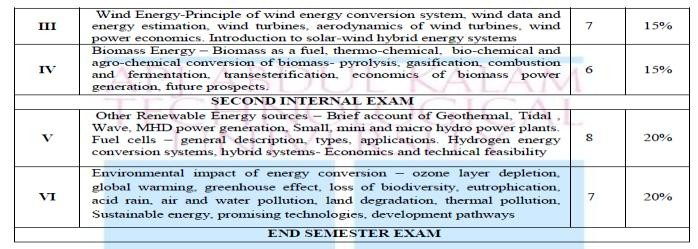 Wind Energy-Principle of wind energy conversion system, wind data and
III energy estimation, wind turbines, aerodynamics of wind turbines, wind 7 15%
power economics. Introduction to solar-wind hybrid energy systems
Biomass Energy – Biomass as a fuel, thermo-chemical, bio-chemical and
agro-chemical conversion of biomass- pyrolysis, gasification, combustion
IV and fermentation, transesterification, economics of biomass power 6 15%
generation, future prospects.
SECOND INTERNAL EXAM
Other Renewable Energy sources – Brief account of Geothermal, Tidal ,
Wave, MHD power generation, Small, mini and micro hydro power plants.
V Fuel cells – general description, types, applications. Hydrogen energy 8 20%
conversion systems, hybrid systems- Economics and technical feasibility
Environmental impact of energy conversion – ozone layer depletion,
global warming, greenhouse effect, loss of biodiversity, eutrophication,
VI acid rain, air and water pollution, land degradation, thermal pollution, 7 20%
Sustainable energy, promising technologies, development pathways
END SEMESTER EXAM